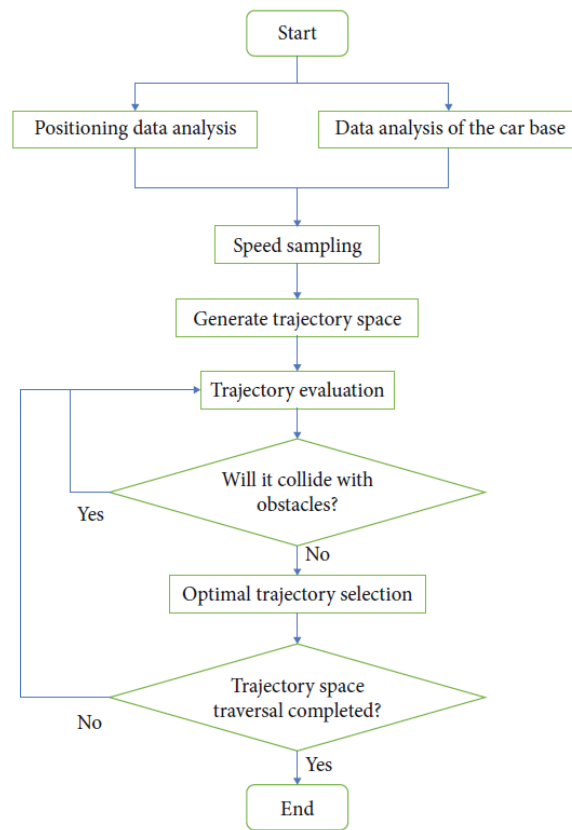 Start
Positioning data analysis
Data analysis of the car base
Speed sampling
Generate trajectory space
Trajectory evaluation
Will it collide with
obstacles?
Yes
No
Optimal trajectory selection
Trajectory space
traversal completed?
No
Yes
End